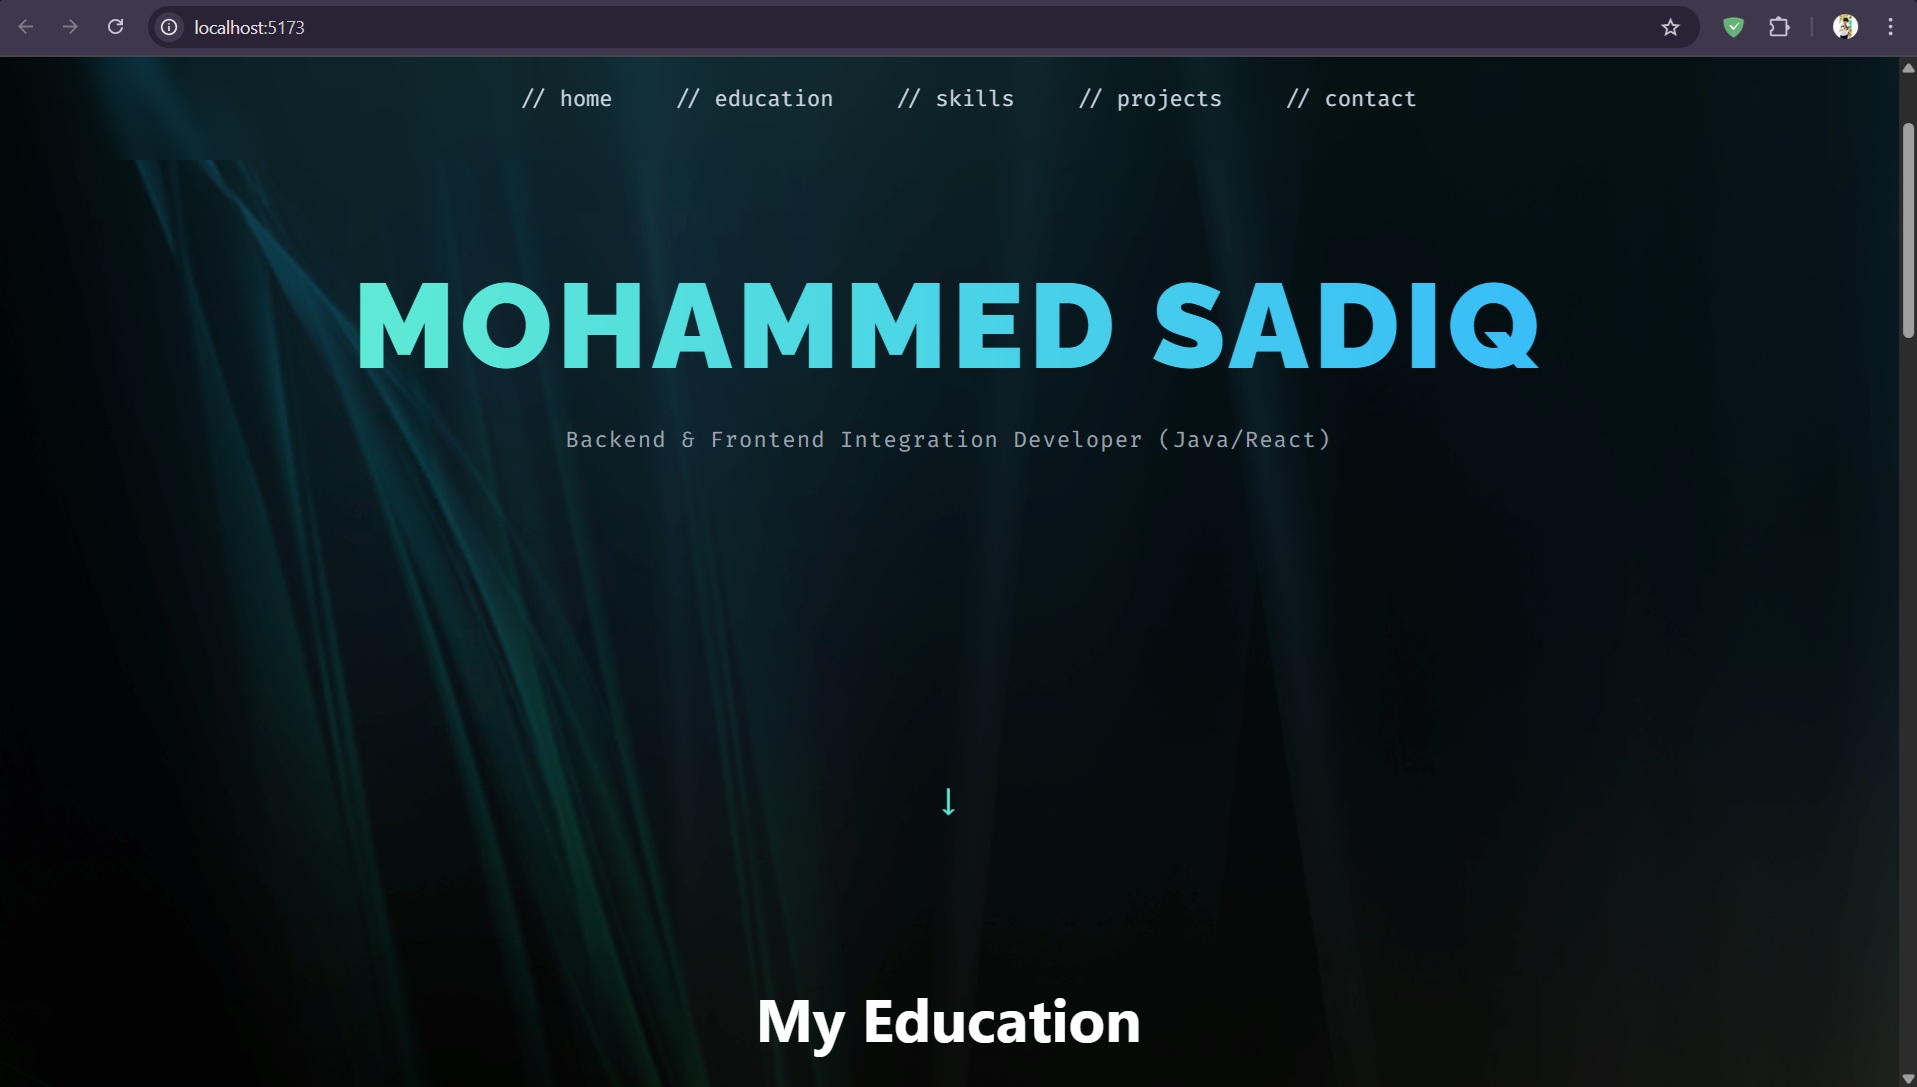 localhost:5173
// home // education // skills // projects // contact
MOHAMMED SADIQ
Backend & Frontend Integration Developer (Java/React)
↓
My Education